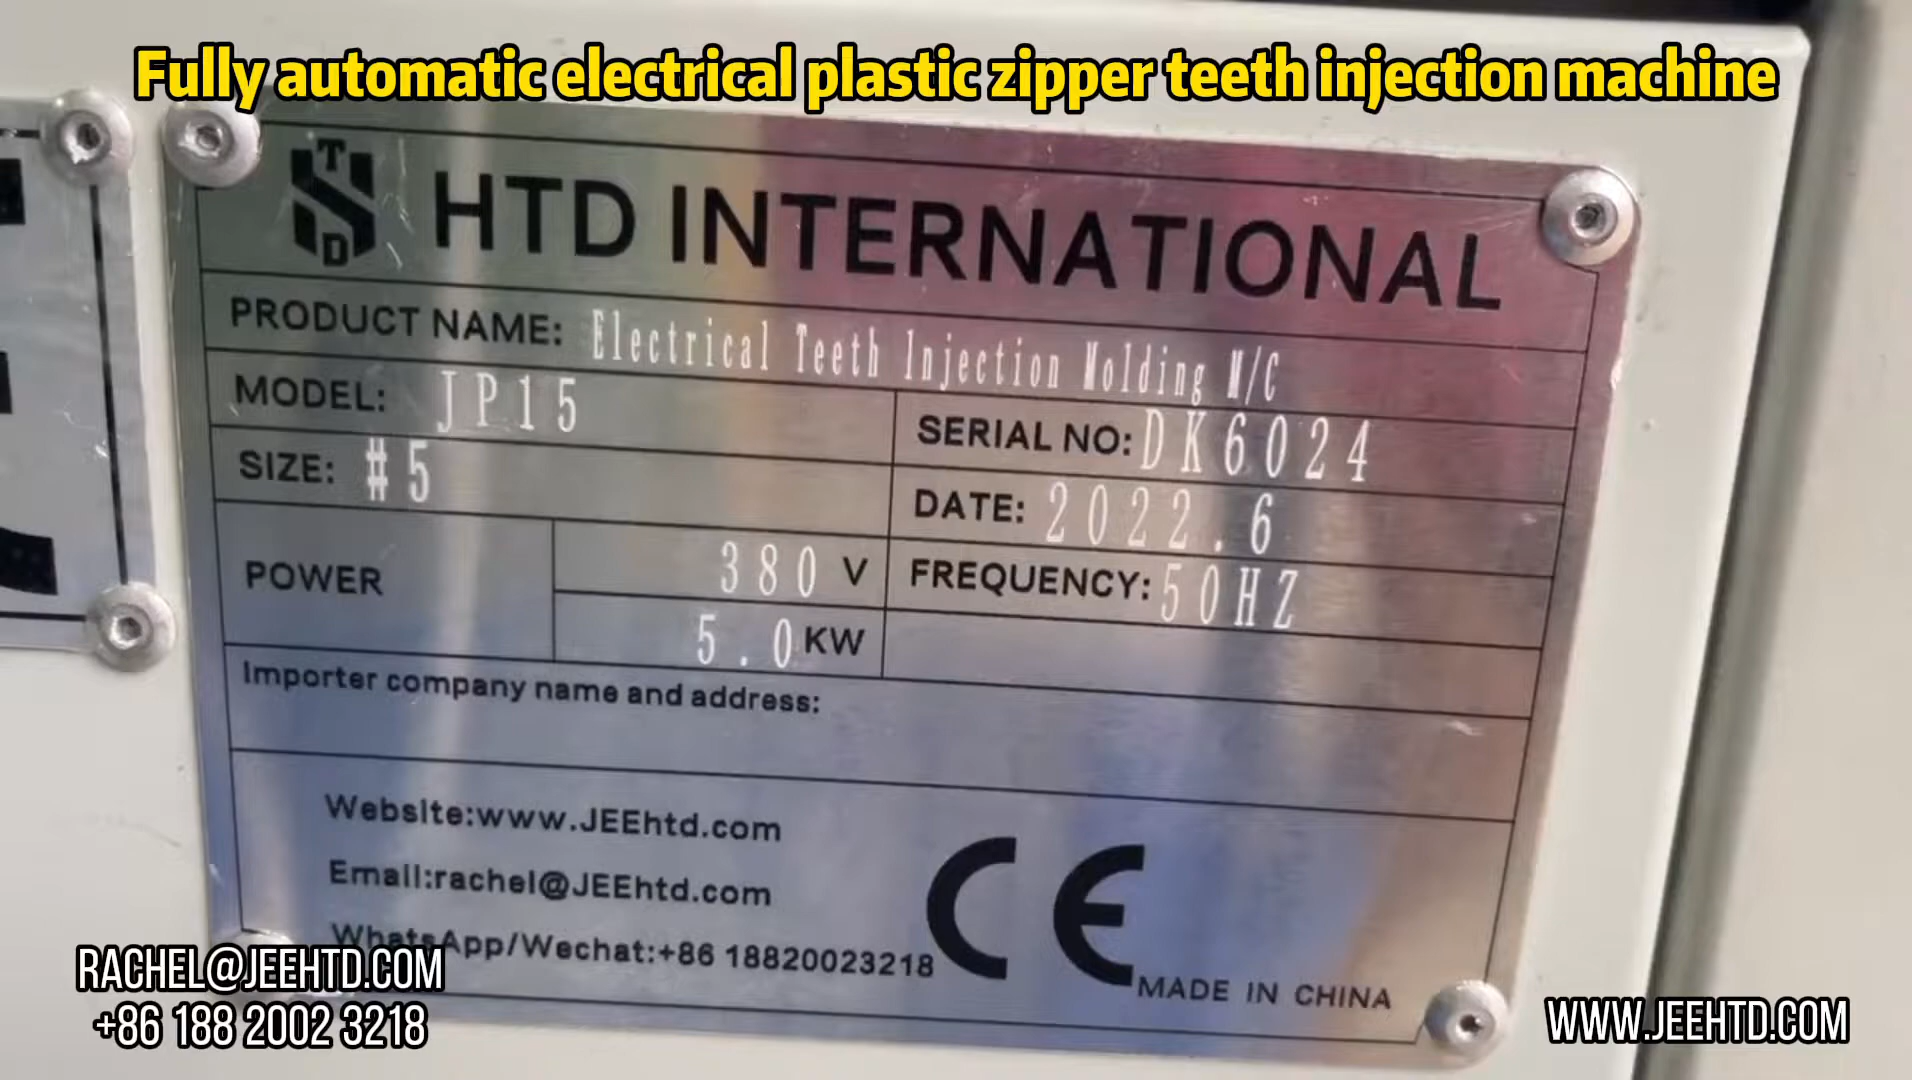 Fully automatic electrical plastic zipper teeth injection machine
HTD
HTD INTERNATIONAL
PRODUCT NAME: Electrical Teeth Injection Molding M/C
MODEL: JP15
SERIAL NO: DK6024
SIZE: #5
DATE: 2022.6
POWER
380 V
FREQUENCY: 50HZ
5.0 KW
Importer company name and address:
Website:www.JEEhtd.com
Email:rachel@JEEhtd.com
WhatsApp/Wechat:+86 18820023218
CE
MADE IN CHINA
RACHEL@JEEHTD.COM
+86 188 2002 3218
WWW.JEEHTD.COM